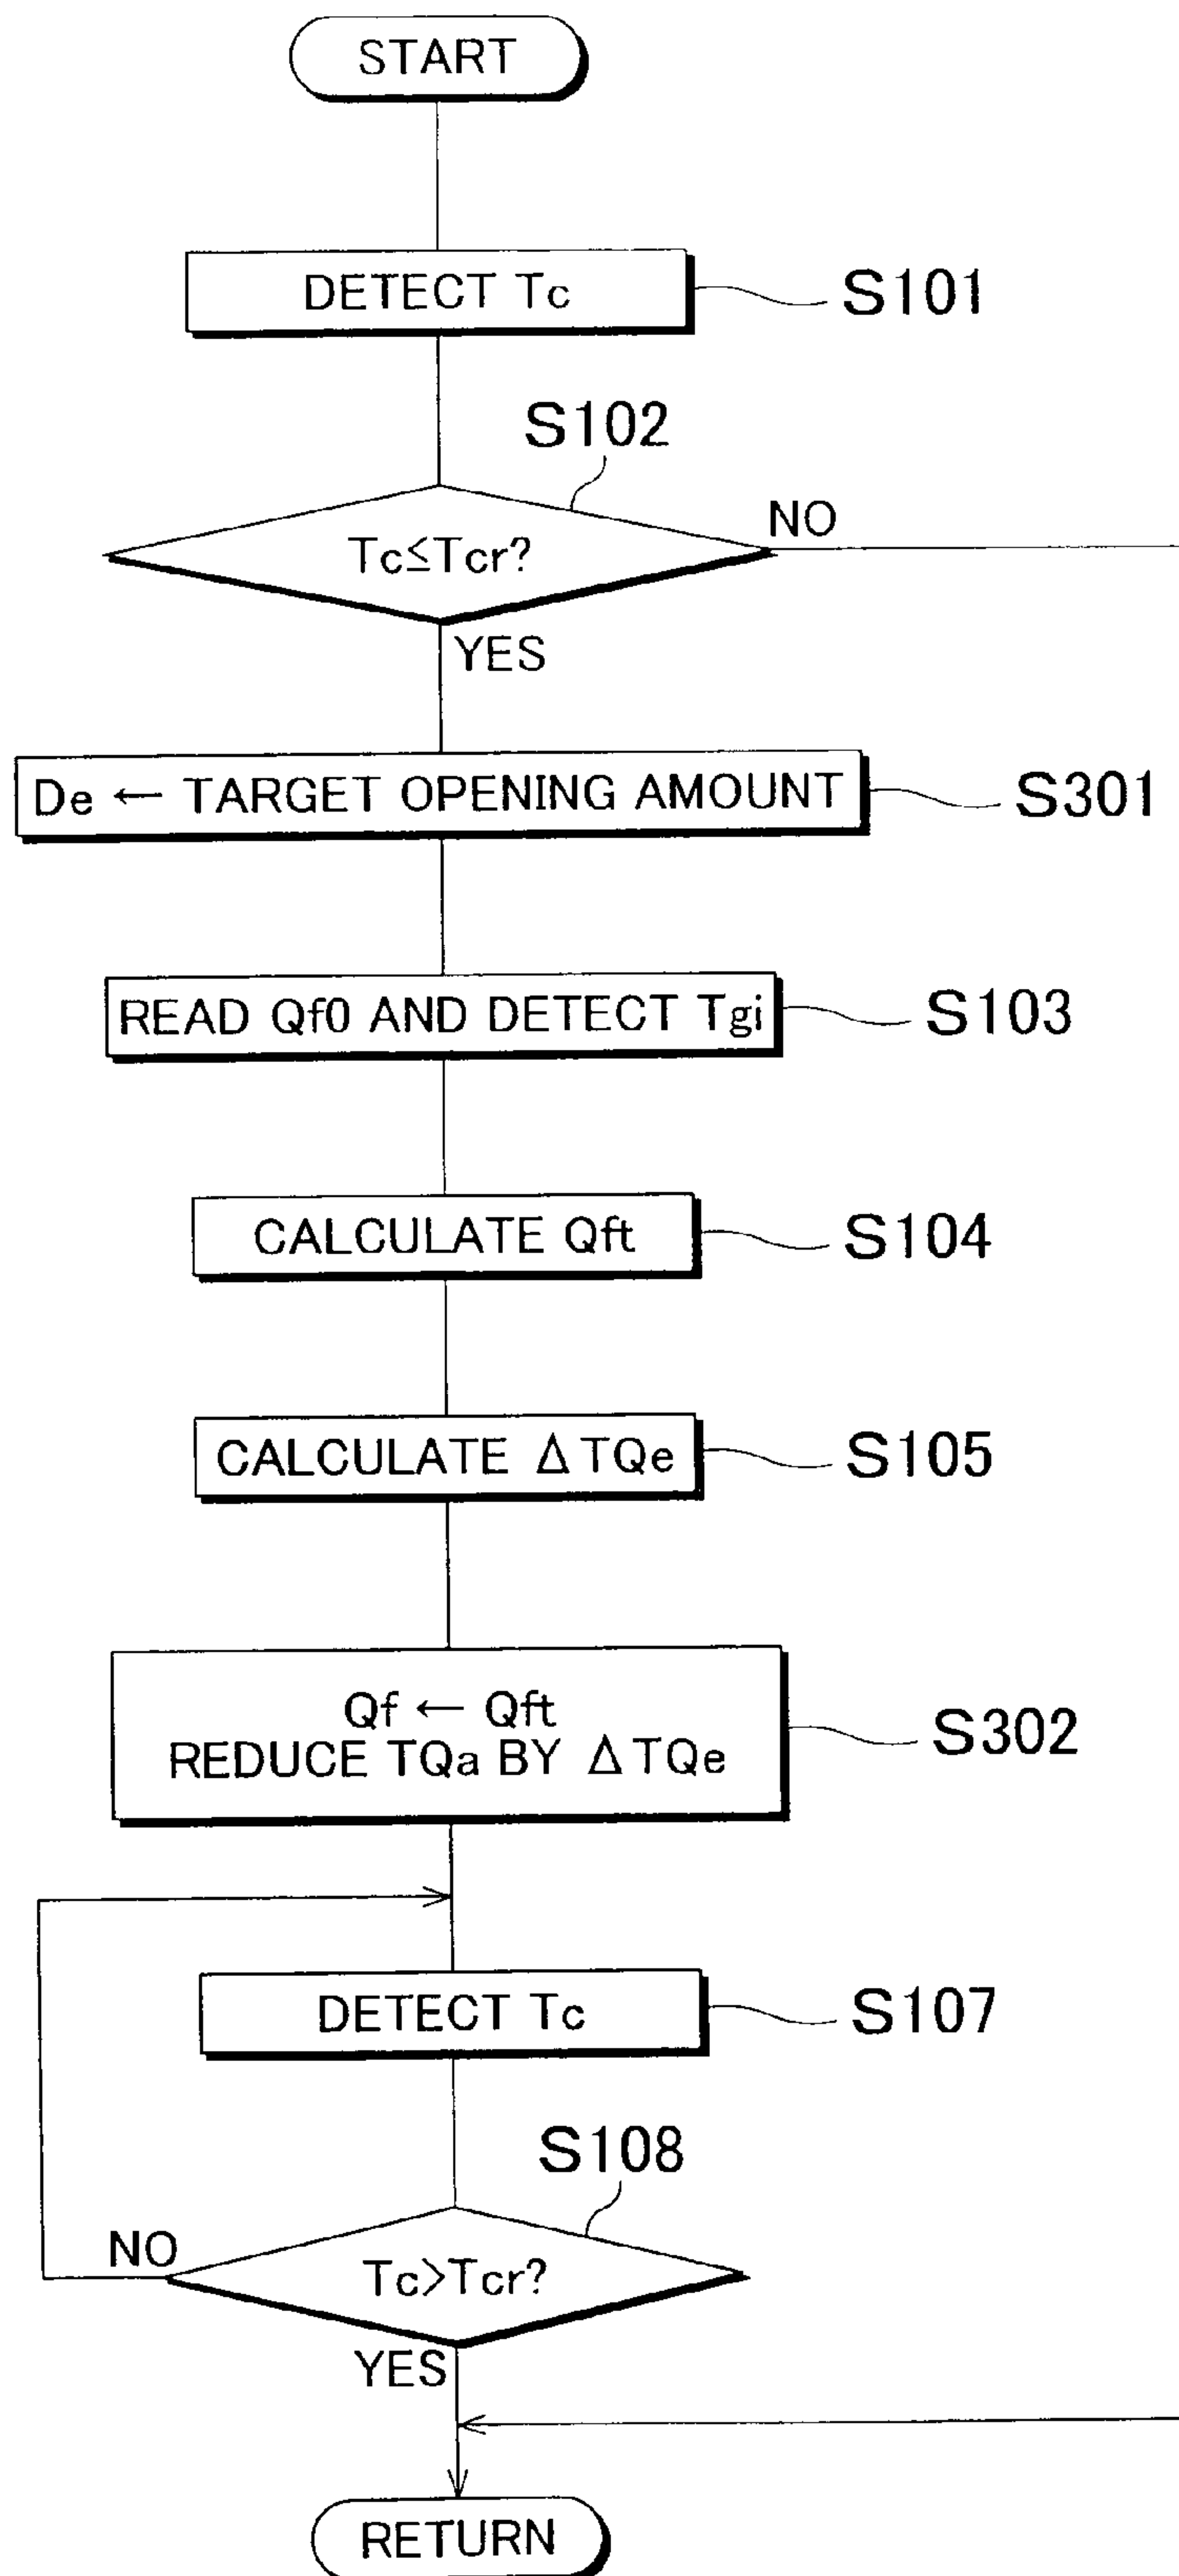 START
DETECT Tc
S101
S102
Tc≤Tcr?
NO
YES
De ← TARGET OPENING AMOUNT
S301
READ Qf0 AND DETECT Tgi
S103
CALCULATE Qft
S104
CALCULATE ΔTQe
S105
Qf ← Qft
REDUCE TQa BY ΔTQe
S302
DETECT Tc
S107
S108
NO
Tc>Tcr?
YES
RETURN